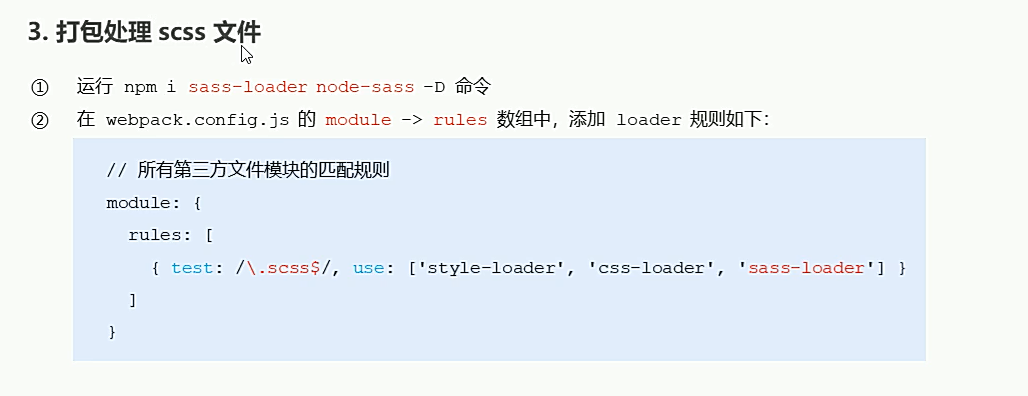 3. 打包处理 scss 文件
① 运行 npm i sass-loader node-sass -D 命令
② 在 webpack.config.js 的 module -> rules 数组中，添加 loader 规则如下：
// 所有第三方文件模块的匹配规则
module: {
rules: [
{ test: /\.scss$/, use: ['style-loader', 'css-loader', 'sass-loader'] }
]
}